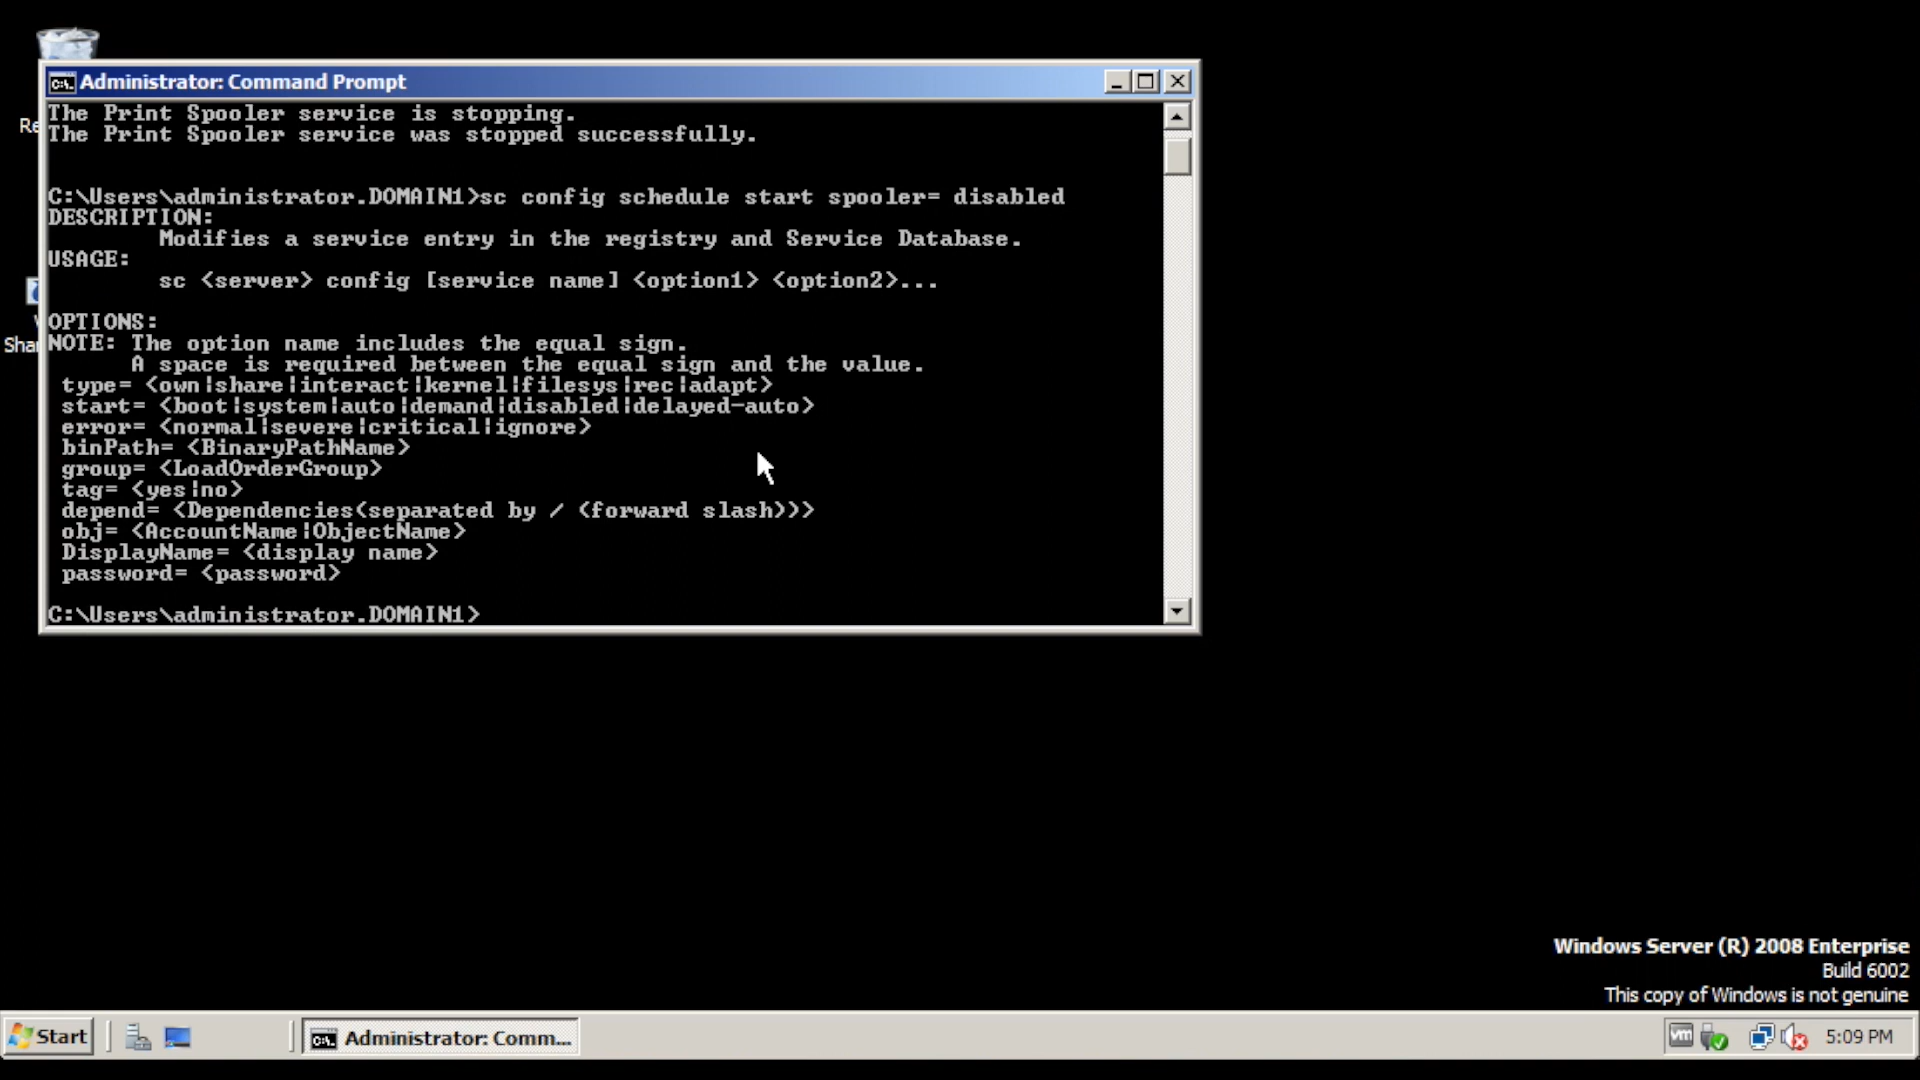 Administrator: Command Prompt
The Print Spooler service is stopping.
The Print Spooler service was stopped successfully.
C:\Users\administrator.DOMAIN1>sc config schedule start spooler= disabled
DESCRIPTION:
Modifies a service entry in the registry and Service Database.
USAGE:
sc <server> config [service name] <option1> <option2>...
OPTIONS:
NOTE: The option name includes the equal sign.
A space is required between the equal sign and the value.
type= <own|share|interact|kernel|filesys|rec|adapt>
start= <boot|system|auto|demand|disabled|delayed-auto>
error= <normal|severe|critical|ignore>
binPath= <BinaryPathName>
group= <LoadOrderGroup>
tag= <yes|no>
depend= <Dependencies(separated by / (forward slash)>>
obj= <AccountName|ObjectName>
DisplayName= <display name>
password= <password>
C:\Users\administrator.DOMAIN1>
Re
Shar
Windows Server (R) 2008 Enterprise
Build 6002
This copy of Windows is not genuine
Start
Administrator: Comm...
vm
5:09 PM